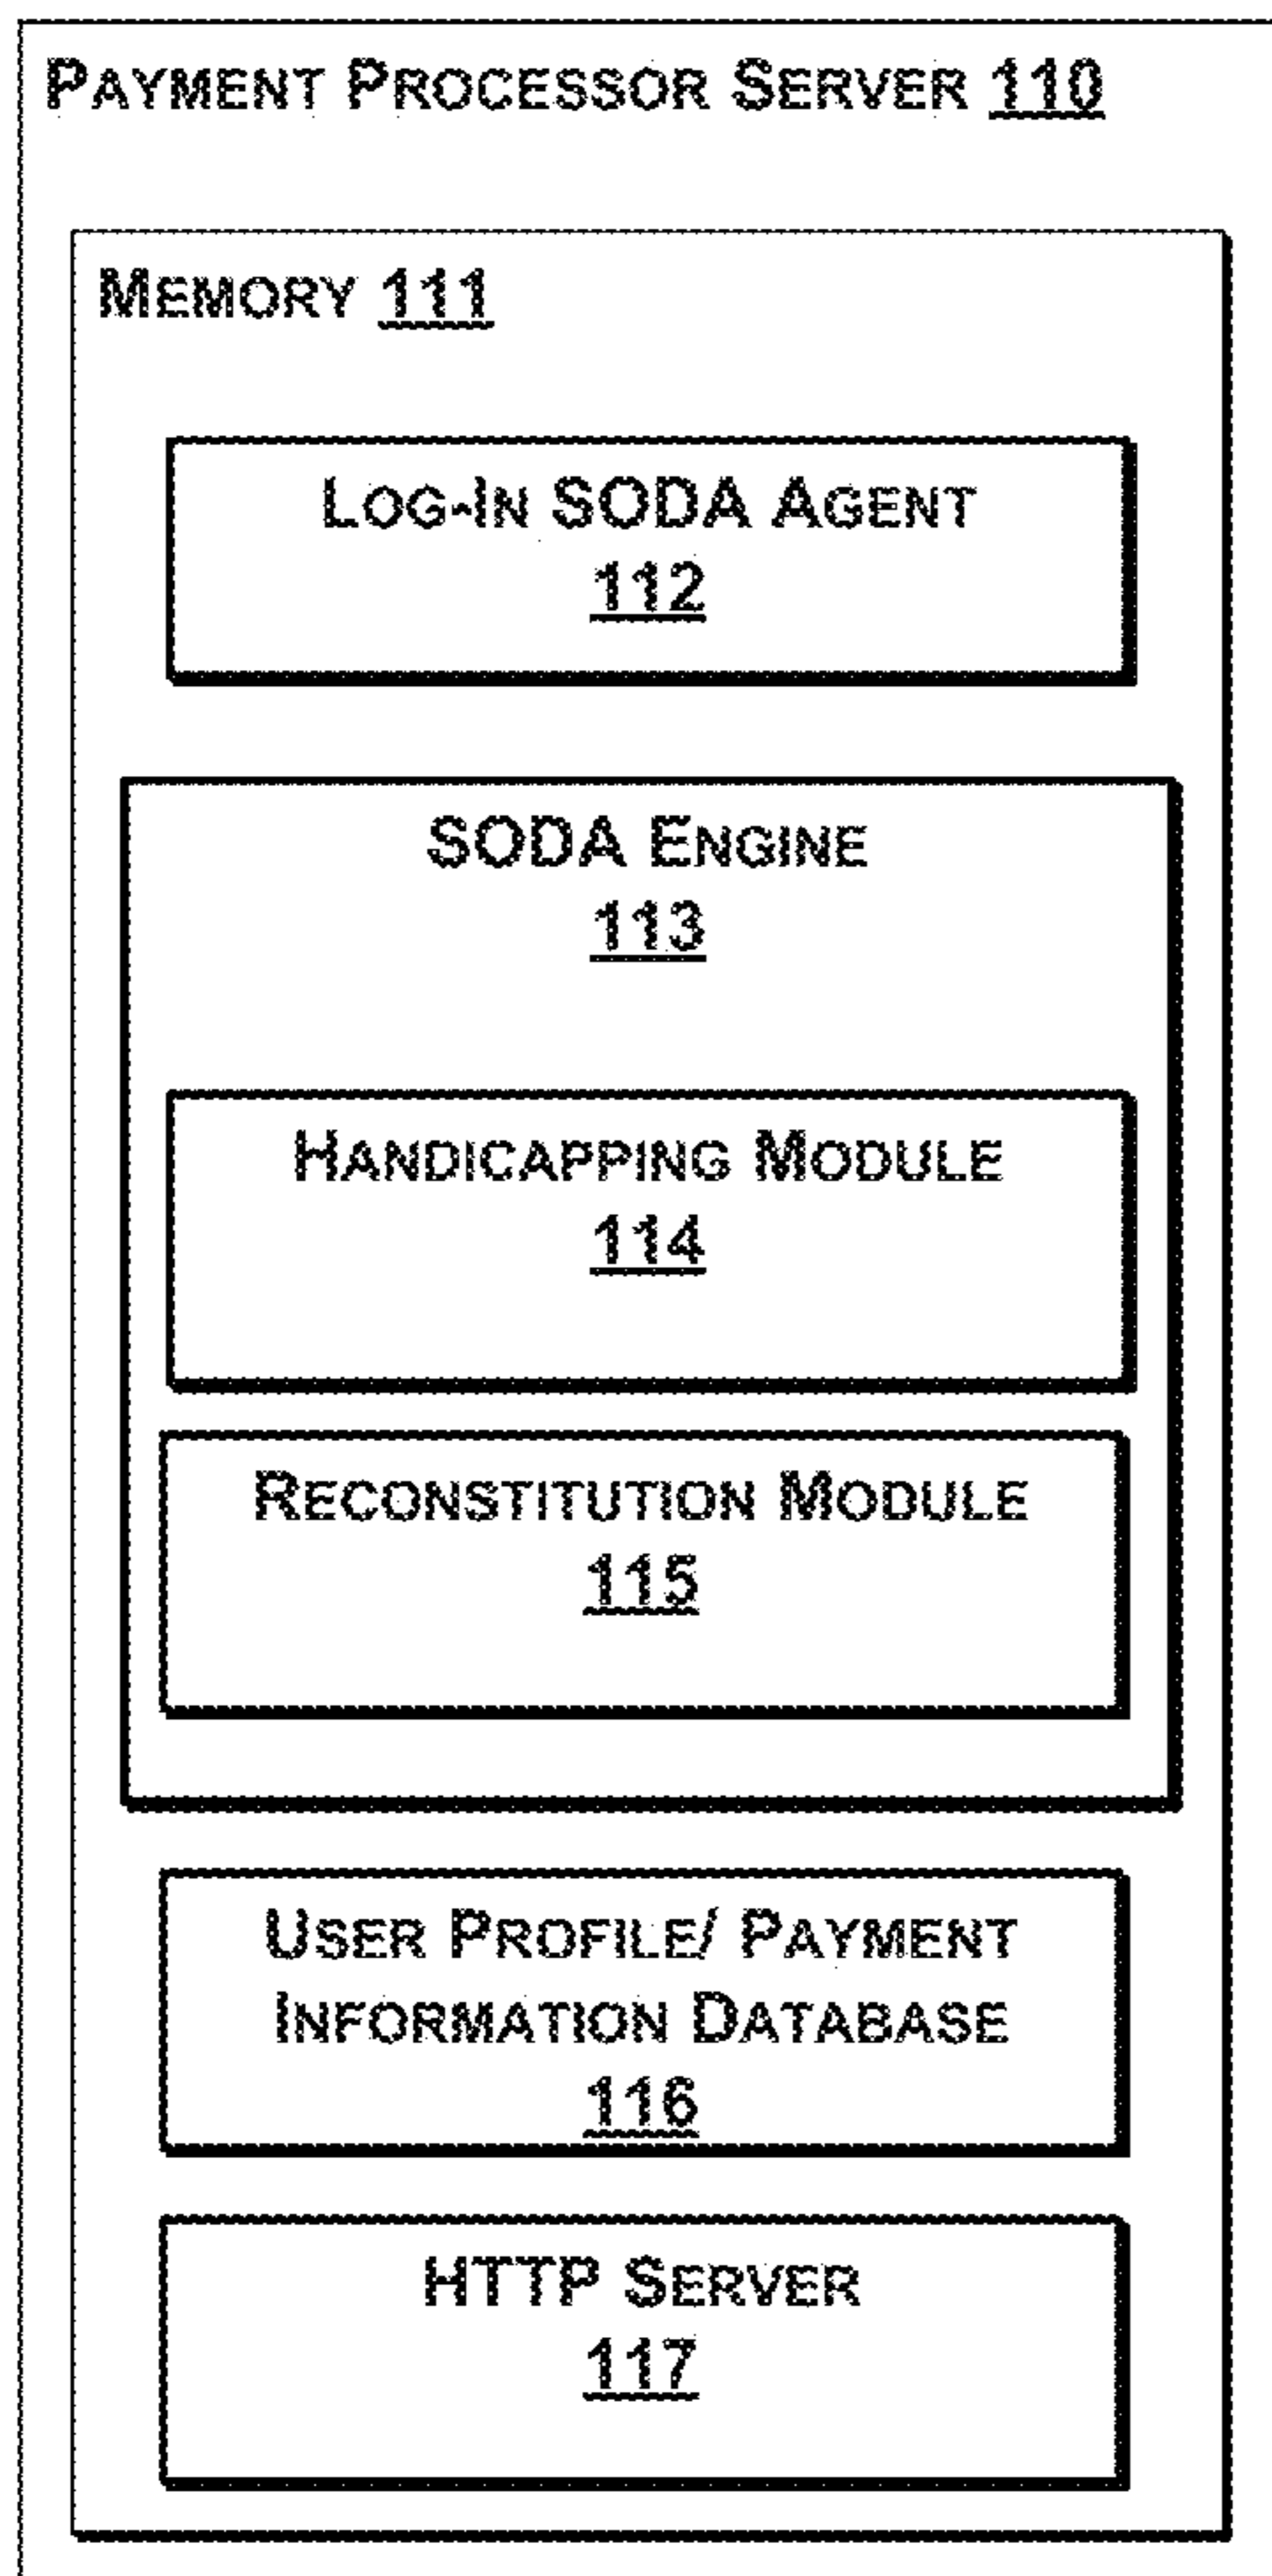 PAYMENT PROCESSOR SERVER 110
MEMORY 111
LOG-IN SODA AGENT
112
SODA ENGINE
113
HANDICAPPING MODULE
114
RECONSTITUTION MODULE
115
USER PROFILE/ PAYMENT
INFORMATION DATABASE
116
HTTP SERVER
117